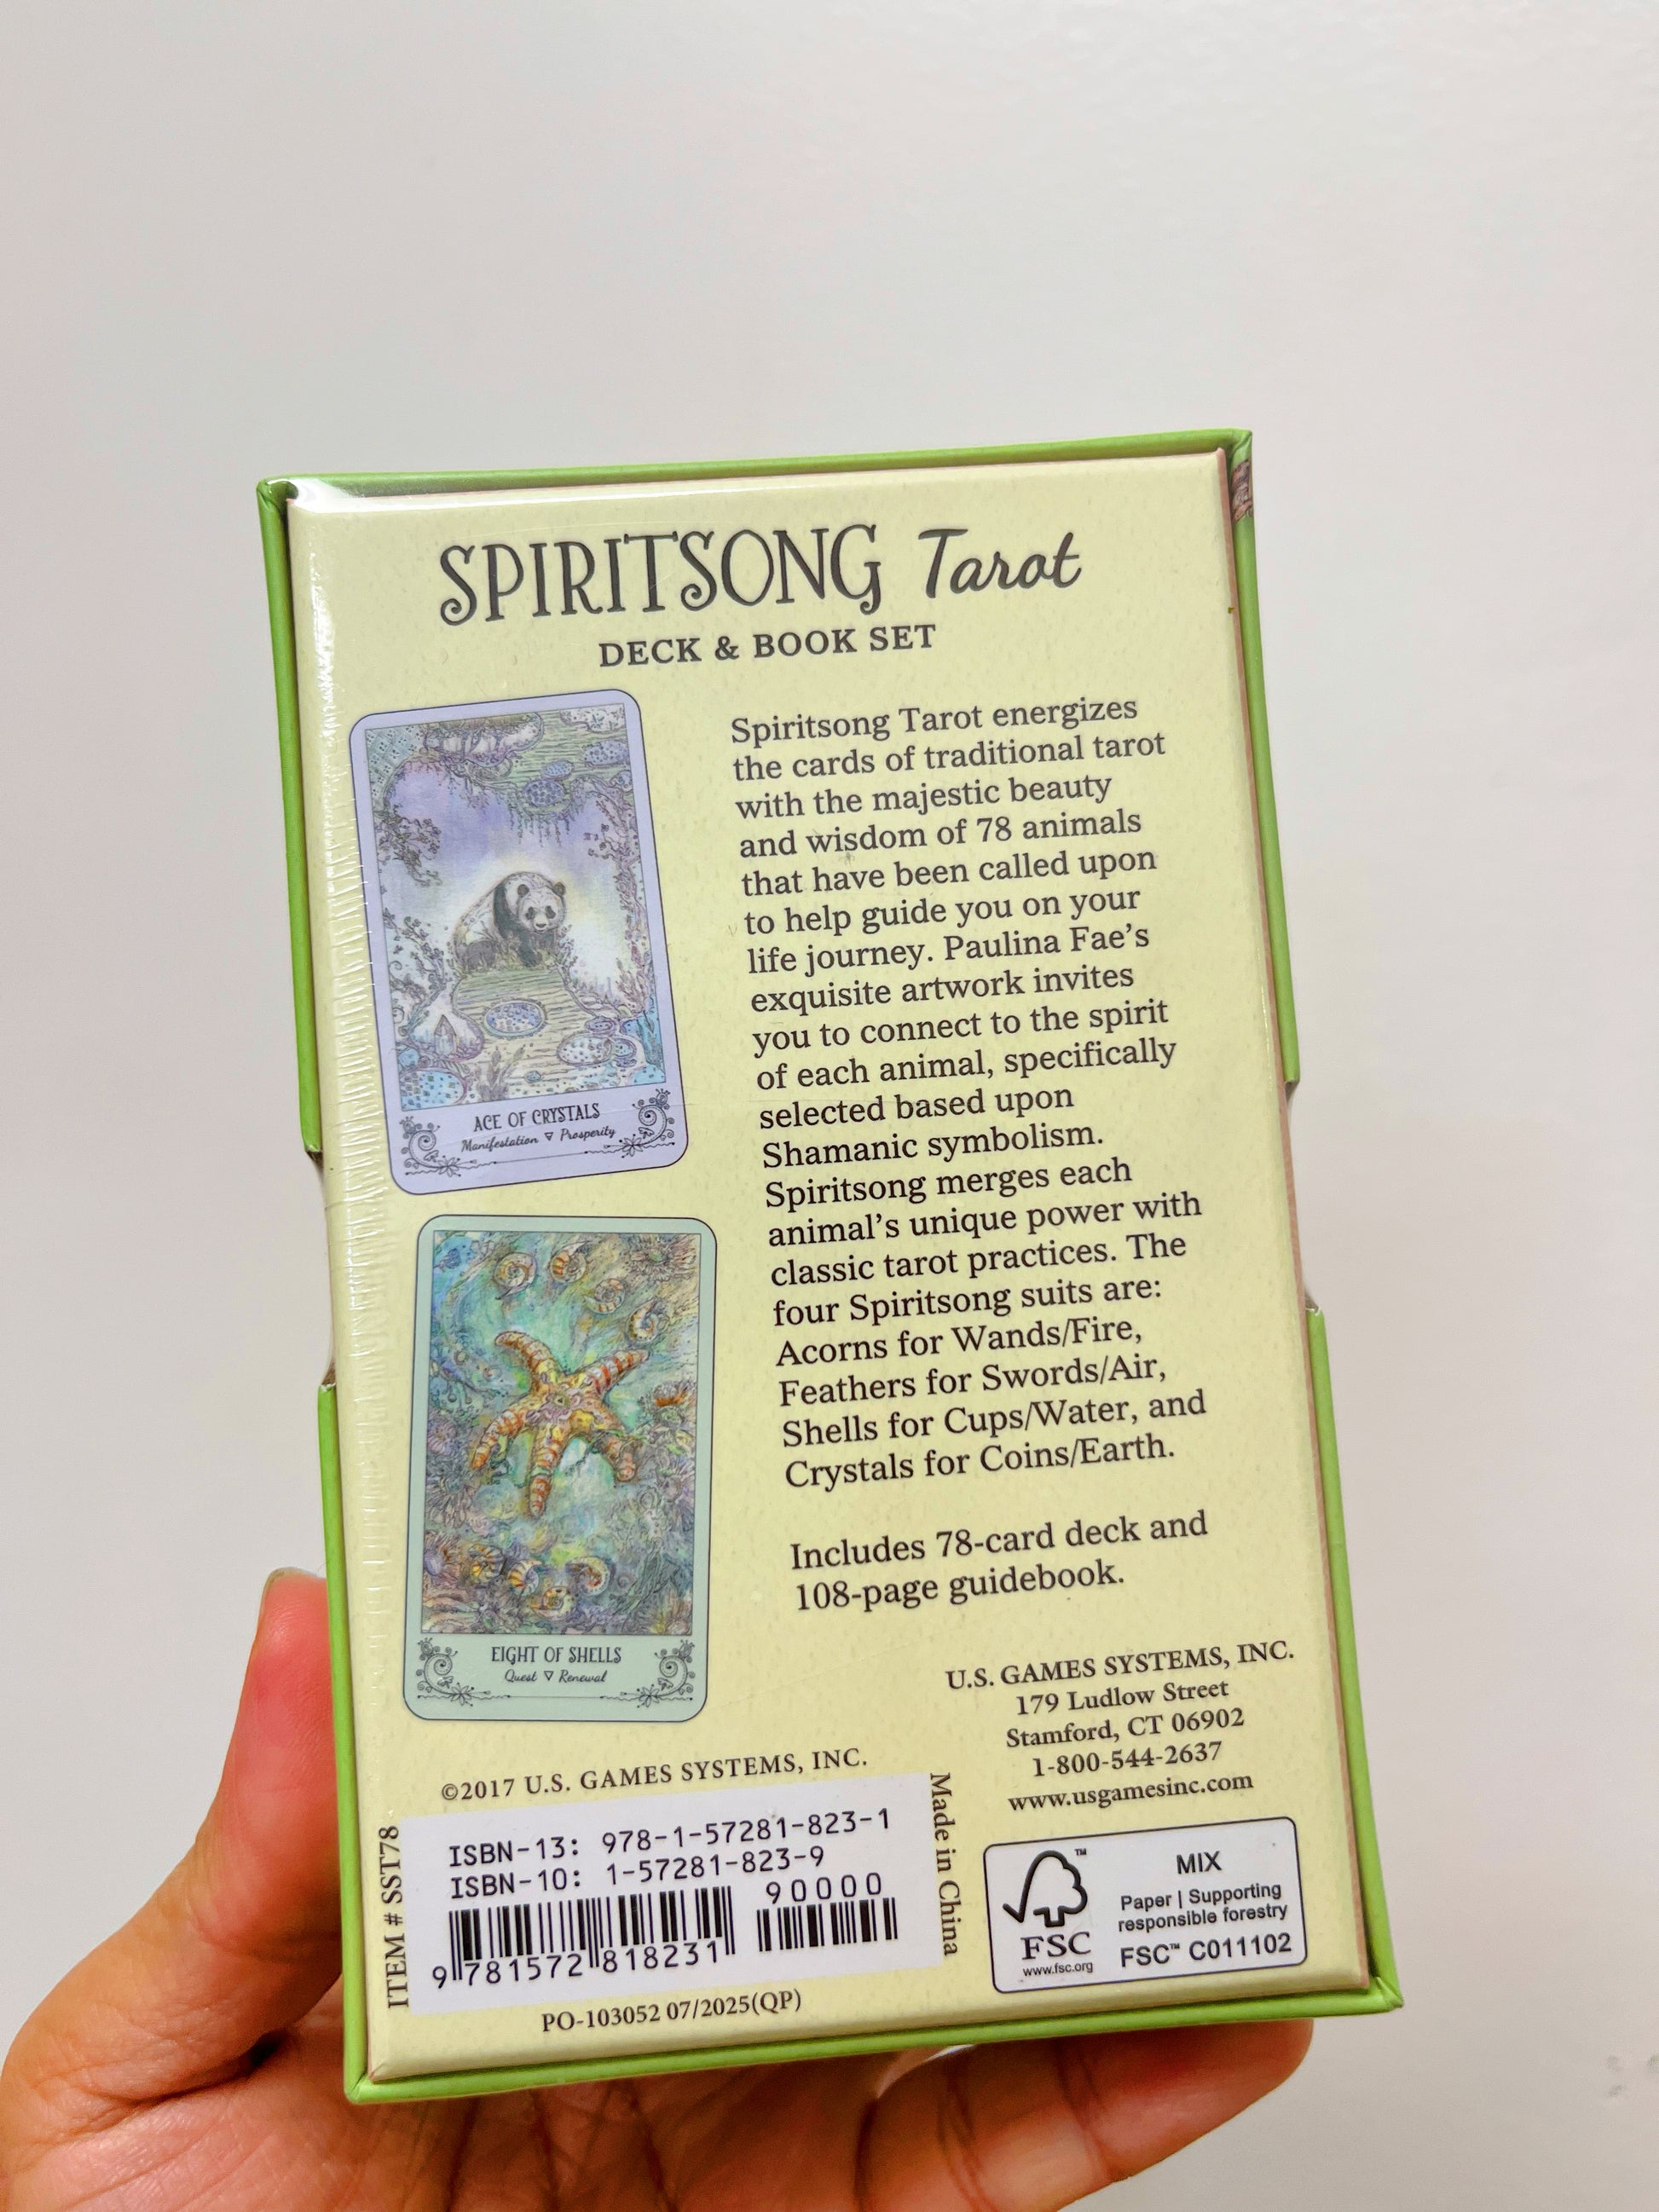 SPIRITSONG Tarot
DECK & BOOK SET
ACE OF CRYSTALS
Manifestation ▽ Prosperity
EIGHT OF SHELLS
Quest ▽ Renewal
Spiritsong Tarot energizes
the cards of traditional tarot
with the majestic beauty
and wisdom of 78 animals
that have been called upon
to help guide you on your
life journey. Paulina Fae's
exquisite artwork invites
you to connect to the spirit
of each animal, specifically
selected based upon
Shamanic symbolism.
Spiritsong merges each
animal's unique power with
classic tarot practices. The
four Spiritsong suits are:
Acorns for Wands/Fire,
Feathers for Swords/Air,
Shells for Cups/Water, and
Crystals for Coins/Earth.
Includes 78-card deck and
108-page guidebook.
U.S. GAMES SYSTEMS, INC.
179 Ludlow Street
Stamford, CT 06902
1-800-544-2637
www.usgamesinc.com
©2017 U.S. GAMES SYSTEMS, INC.
ITEM # SST78
ISBN-13: 978-1-57281-823-1
ISBN-10: 1-57281-823-9
90000
9 781572 818231
Made in China
PO-103052 07/2025(QP)
FSC
www.fsc.org
MIX
Paper | Supporting
responsible forestry
FSC™ C011102